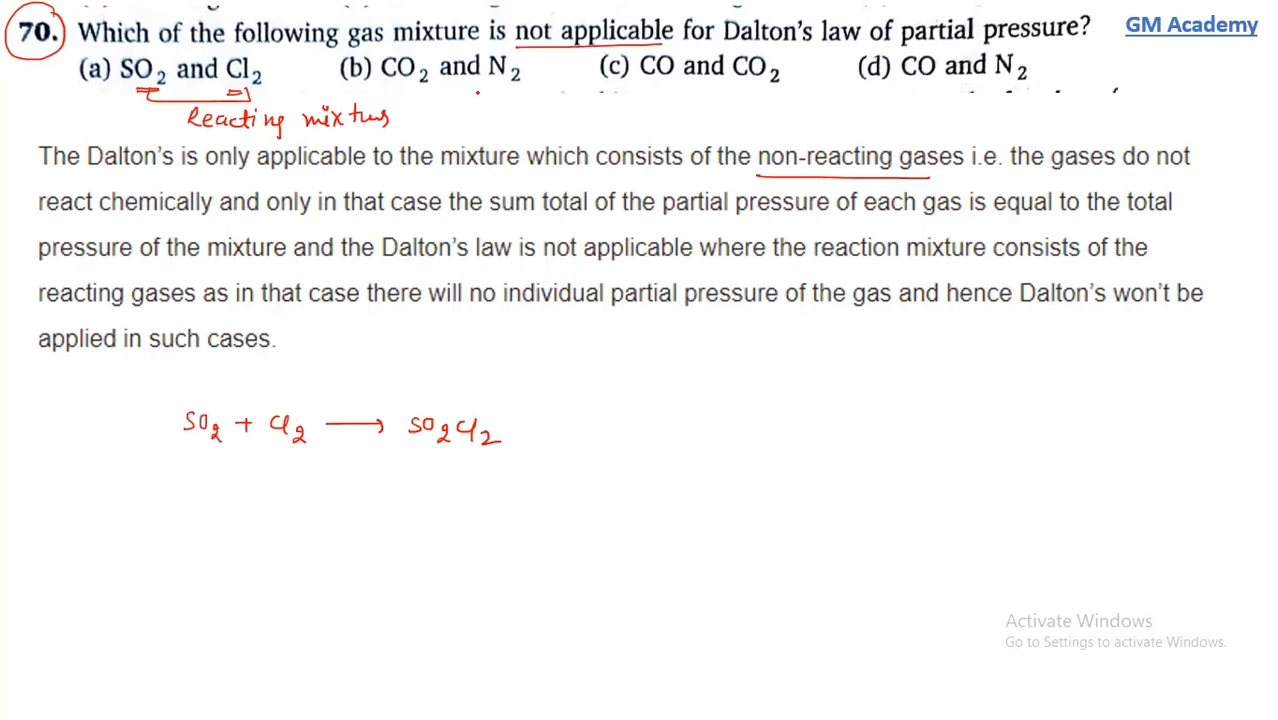 GM Academy
70. Which of the following gas mixture is not applicable for Dalton's law of partial pressure?
(a) SO₂ and Cl₂ (b) CO₂ and N₂ (c) CO and CO₂ (d) CO and N₂
Reacting mixtus
The Dalton's is only applicable to the mixture which consists of the non-reacting gases i.e. the gases do not
react chemically and only in that case the sum total of the partial pressure of each gas is equal to the total
pressure of the mixture and the Dalton's law is not applicable where the reaction mixture consists of the
reacting gases as in that case there will no individual partial pressure of the gas and hence Dalton's won't be
applied in such cases.
SO₂ + Cl₂ ⟶ SO₂Cl₂
Activate Windows
Go to Settings to activate Windows.